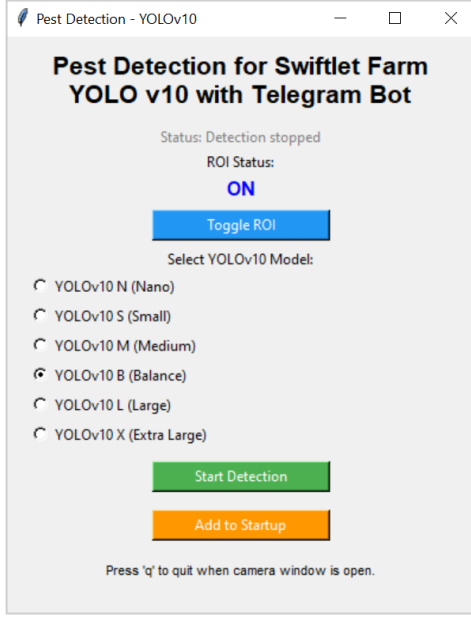 Pest Detection - YOLOv10
Pest Detection for Swiftlet Farm
YOLO v10 with Telegram Bot
Status: Detection stopped
ROI Status:
ON
Toggle ROI
Select YOLOv10 Model:
YOLOv10 N (Nano)
YOLOv10 S (Small)
YOLOv10 M (Medium)
YOLOv10 B (Balance)
YOLOv10 L (Large)
YOLOv10 X (Extra Large)
Start Detection
Add to Startup
Press 'q' to quit when camera window is open.